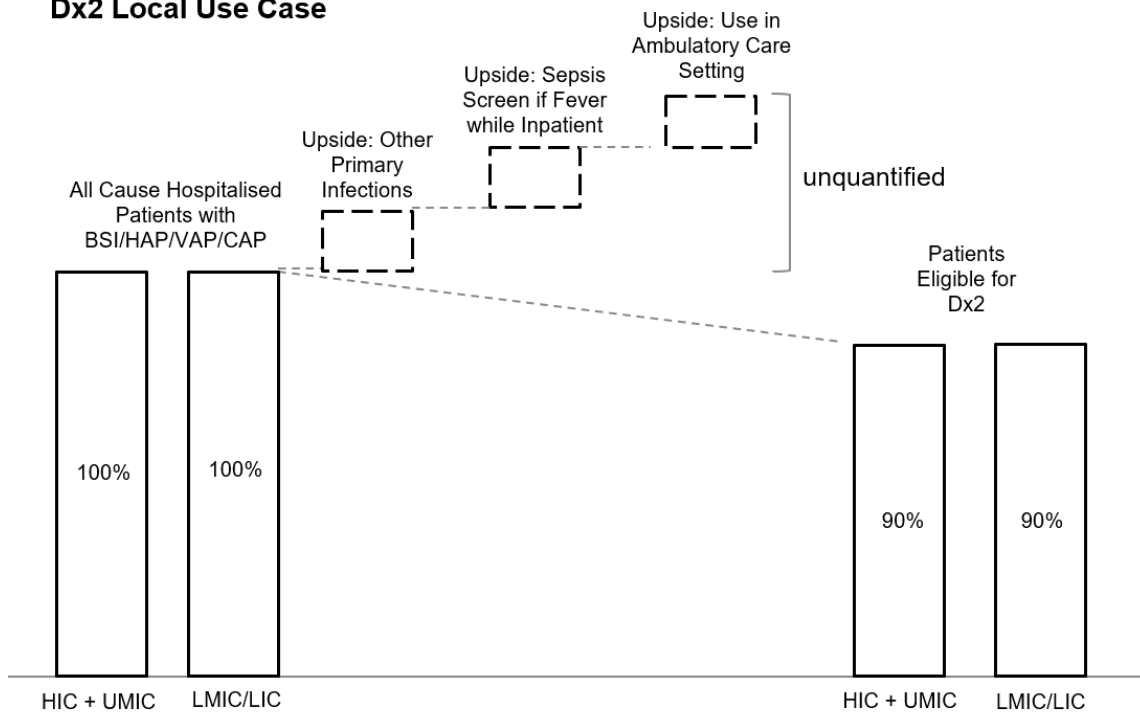 Dx2 Local Use Case
Upside: Use in
Ambulatory Care
Setting
Upside: Sepsis
Screen if Fever
while Inpatient
Upside: Other
Primary
Infections
unquantified
All Cause Hospitalised
Patients with
BSI/HAP/VAP/CAP
Patients
Eligible for
Dx2
100%
100%
90%
90%
HIC + UMIC
LMIC/LIC
HIC + UMIC
LMIC/LIC